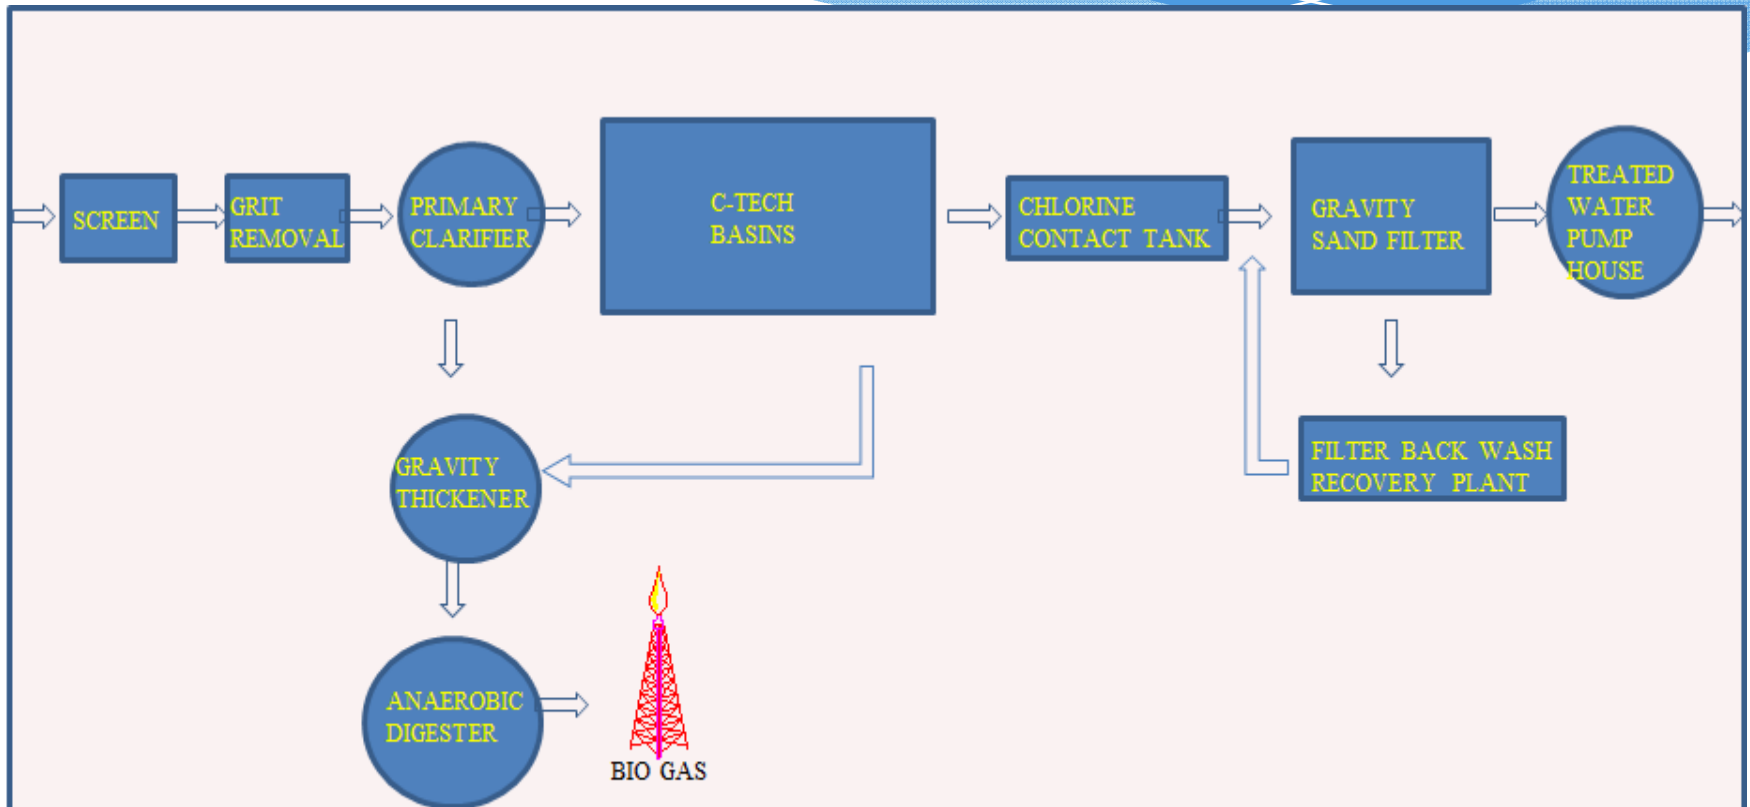 SCREEN
GRIT
REMOVAL
PRIMARY
CLARIFIER
C-TECH
BASINS
CHLORINE
CONTACT TANK
GRAVITY
SAND FILTER
TREATED
WATER
PUMP
HOUSE
GRAVITY
THICKENER
FILTER BACK WASH
RECOVERY PLANT
ANAEROBIC
DIGESTER
BIO GAS